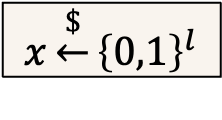 x ←$ {0,1}^l